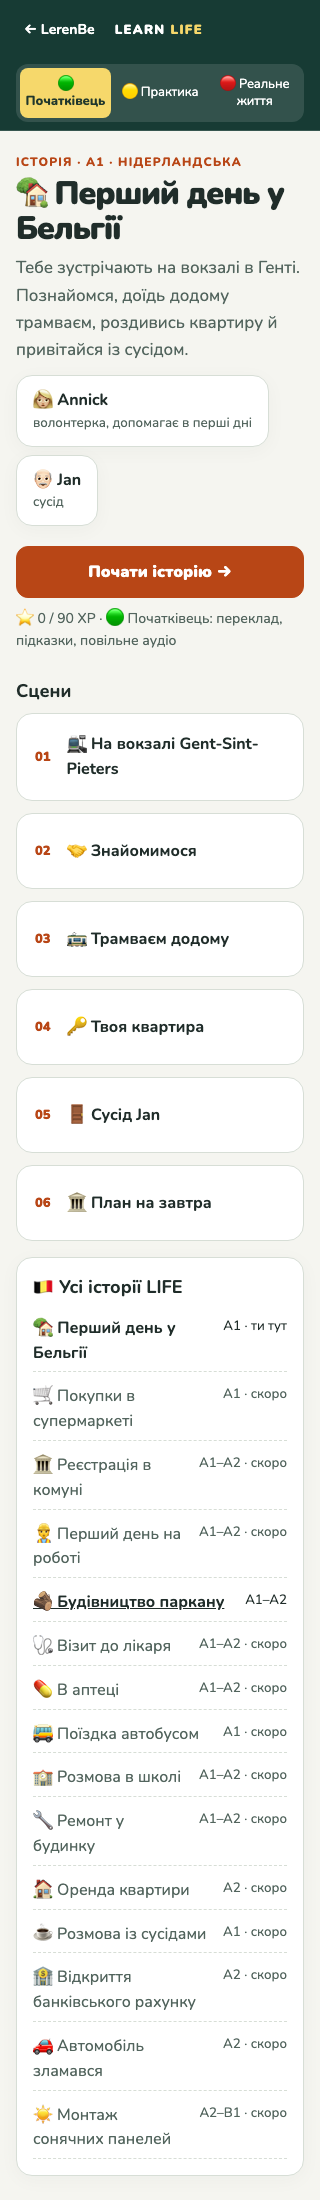 ← LerenBe LEARN LIFE
Початківець
Практика
Реальне
життя
ІСТОРІЯ · A1 · НІДЕРЛАНДСЬКА
Перший день у
Бельгії
Тебе зустрічають на вокзалі в Генті.
Познайомся, доїдь додому
трамваєм, роздивись квартиру й
привітайся із сусідом.
Annick
волонтерка, допомагає в перші дні
Jan
сусід
Почати історію →
0 / 90 XP · Початківець: переклад,
підказки, повільне аудіо
Сцени
01 На вокзалі Gent-Sint-
Pieters
02 Знайомимося
03 Трамваєм додому
04 Твоя квартира
05 Сусід Jan
06 План на завтра
Усі історії LIFE
Перший день у A1 · ти тут
Бельгії
Покупки в A1 · скоро
супермаркеті
Реєстрація в A1–A2 · скоро
комуні
Перший день на A1–A2 · скоро
роботі
Будівництво паркану A1–A2
Візит до лікаря A1–A2 · скоро
В аптеці A1–A2 · скоро
Поїздка автобусом A1 · скоро
Розмова в школі A1–A2 · скоро
Ремонт у A1–A2 · скоро
будинку
Оренда квартири A2 · скоро
Розмова із сусідами A1 · скоро
Відкриття A2 · скоро
банківського рахунку
Автомобіль A2 · скоро
зламався
Монтаж A2–B1 · скоро
сонячних панелей